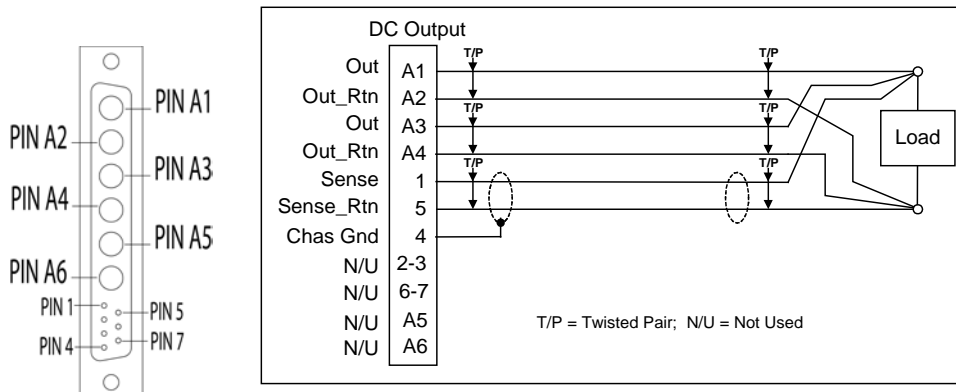 PIN A1
PIN A2
PIN A3
PIN A4
PIN A5
PIN A6
PIN 1
PIN 5
PIN 4
PIN 7
DC Output
T/P T/P
Out A1
Out_Rtn A2
T/P T/P
Out A3
Out_Rtn A4
Load
T/P T/P
Sense 1
Sense_Rtn 5
Chas Gnd 4
N/U 2-3
N/U 6-7
N/U A5
T/P = Twisted Pair; N/U = Not Used
N/U A6